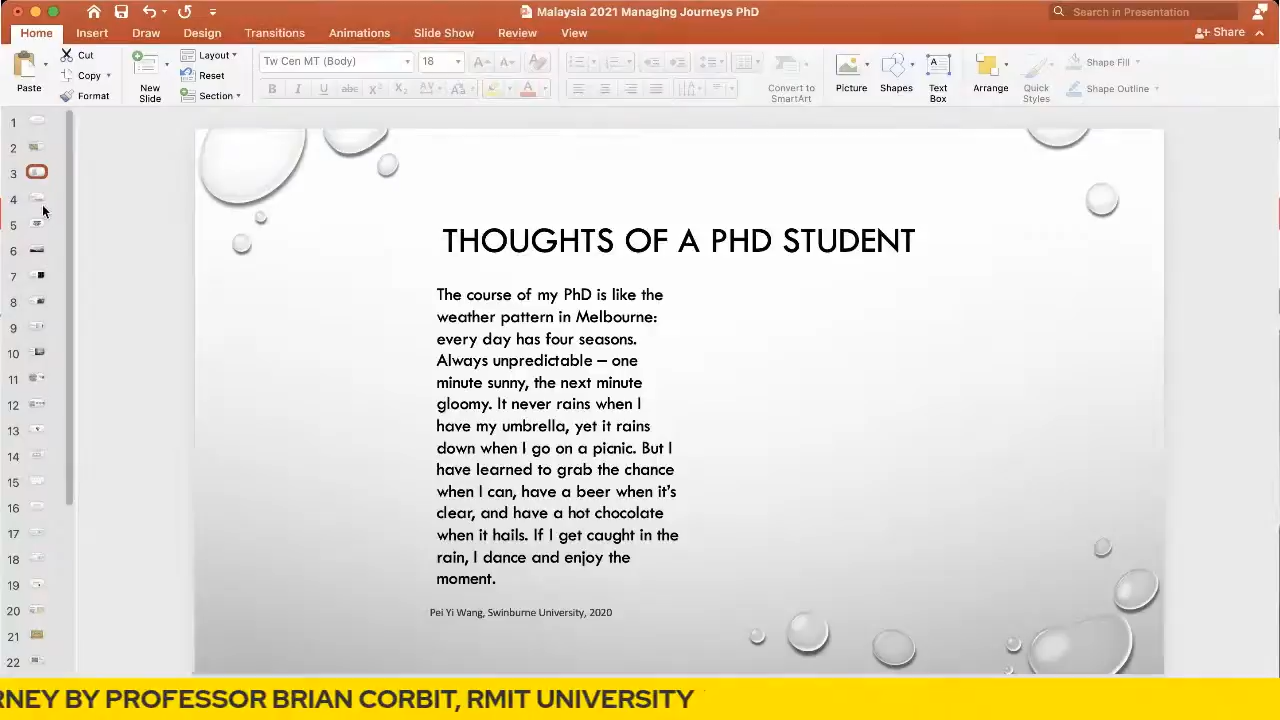 Malaysia 2021 Managing Journeys PhD
Search in Presentation
Home Insert Draw Design Transitions Animations Slide Show Review View Share
Paste
Cut
Copy
Format
New Slide
Layout
Reset
Section
Tw Cen MT (Body) 18
B I U abc X² X₂ AV Aa A
Convert to SmartArt
Picture
Shapes
Text Box
Arrange
Quick Styles
Shape Fill
Shape Outline
1
2
3
4
5
6
7
8
9
10
11
12
13
14
15
16
17
18
19
20
21
22
THOUGHTS OF A PHD STUDENT
The course of my PhD is like the
weather pattern in Melbourne:
every day has four seasons.
Always unpredictable – one
minute sunny, the next minute
gloomy. It never rains when I
have my umbrella, yet it rains
down when I go on a picnic. But I
have learned to grab the chance
when I can, have a beer when it's
clear, and have a hot chocolate
when it hails. If I get caught in the
rain, I dance and enjoy the
moment.
Pei Yi Wang, Swinburne University, 2020
RNEY BY PROFESSOR BRIAN CORBIT, RMIT UNIVERSITY